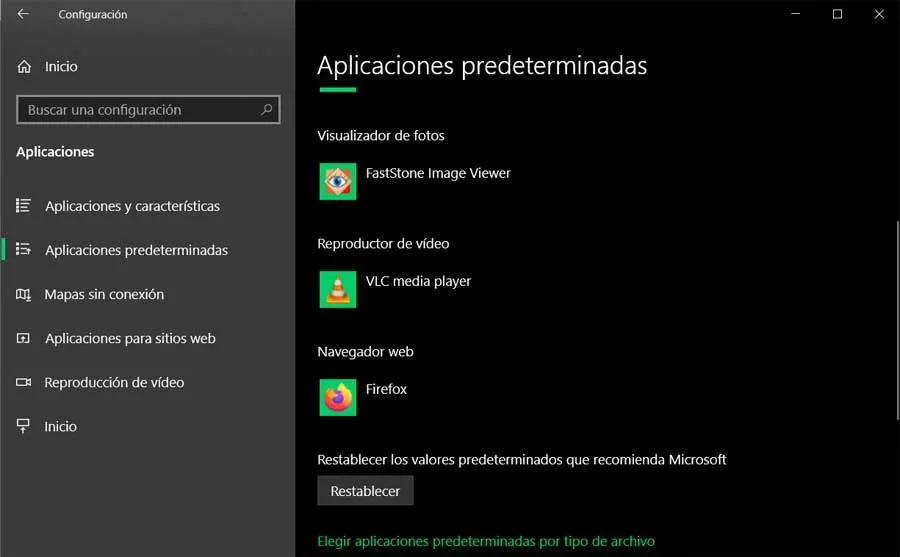 Configuración
Inicio
Buscar una configuración
Aplicaciones
Aplicaciones y características
Aplicaciones predeterminadas
Mapas sin conexión
Aplicaciones para sitios web
Reproducción de vídeo
Inicio
Aplicaciones predeterminadas
Visualizador de fotos
FastStone Image Viewer
Reproductor de vídeo
VLC media player
Navegador web
Firefox
Restablecer los valores predeterminados que recomienda Microsoft
Restablecer
Elegir aplicaciones predeterminadas por tipo de archivo